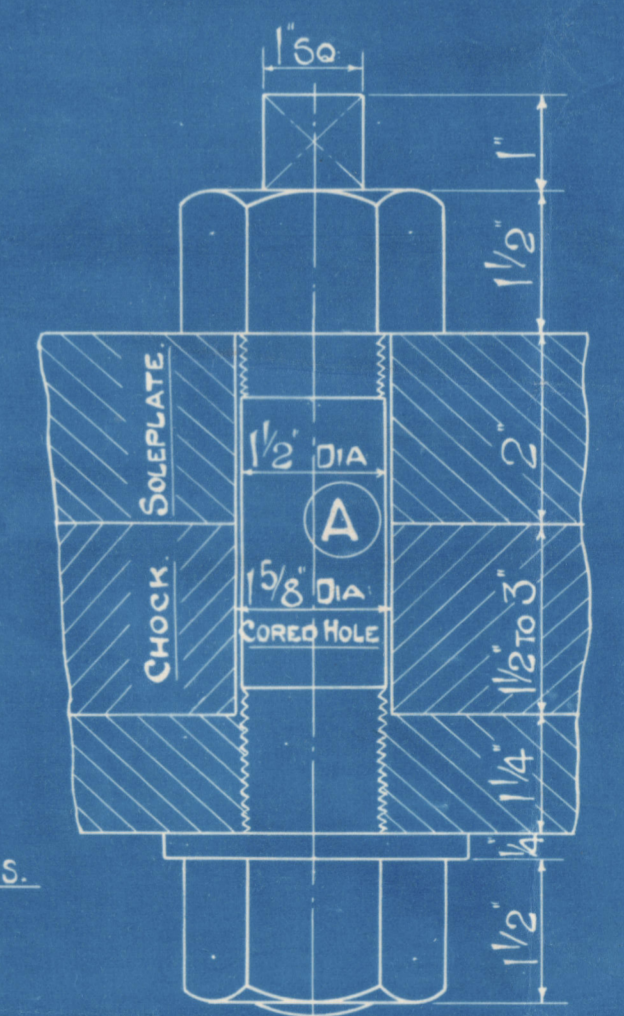 1" SQ
1"
1½"
SOLEPLATE.
2"
1½" DIA
A
CHOCK.
1⅝" DIA
CORED HOLE
1½" TO 3"
1¼"
¼"
S.
1½"